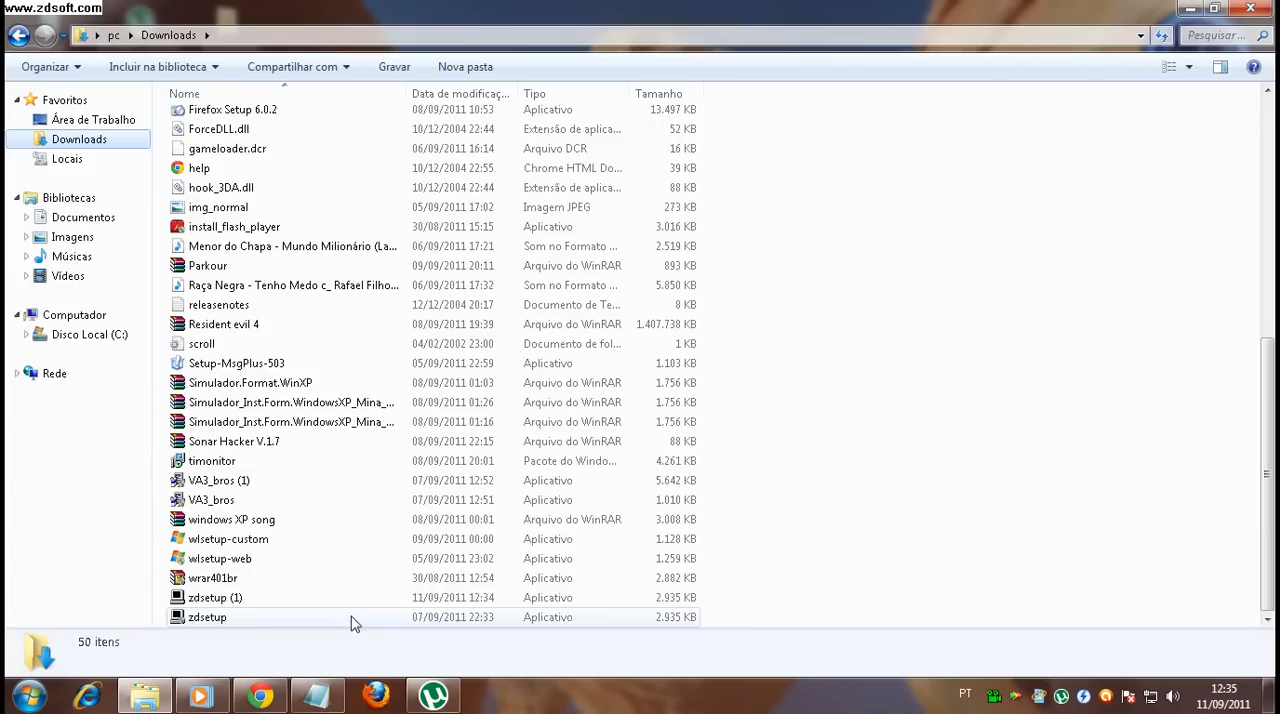 www.zdsoft.com
pc Downloads Pesquisar...
Organizar Incluir na biblioteca Compartilhar com Gravar Nova pasta
Favoritos
Área de Trabalho
Downloads
Locais
Bibliotecas
Documentos
Imagens
Músicas
Vídeos
Computador
Disco Local (C:)
Rede
Nome Data de modificaç... Tipo Tamanho
Firefox Setup 6.0.2 08/09/2011 10:53 Aplicativo 13.497 KB
ForceDLL.dll 10/12/2004 22:44 Extensão de aplica... 52 KB
gameloader.dcr 06/09/2011 16:14 Arquivo DCR 16 KB
help 10/12/2004 22:55 Chrome HTML Do... 39 KB
hook_3DA.dll 10/12/2004 22:44 Extensão de aplica... 88 KB
img_normal 05/09/2011 17:02 Imagem JPEG 273 KB
install_flash_player 30/08/2011 15:15 Aplicativo 3.016 KB
Menor do Chapa - Mundo Milionário (La... 06/09/2011 17:21 Som no Formato ... 2.519 KB
Parkour 09/09/2011 20:11 Arquivo do WinRAR 893 KB
Raça Negra - Tenho Medo c_ Rafael Filho... 06/09/2011 17:32 Som no Formato ... 5.850 KB
releasenotes 12/12/2004 20:17 Documento de Te... 8 KB
Resident evil 4 08/09/2011 19:39 Arquivo do WinRAR 1.407.738 KB
scroll 04/02/2002 23:00 Documento de fol... 1 KB
Setup-MsgPlus-503 05/09/2011 22:59 Aplicativo 1.103 KB
Simulador.Format.WinXP 08/09/2011 01:03 Arquivo do WinRAR 1.756 KB
Simulador_Inst.Form.WindowsXP_Mina_... 08/09/2011 01:26 Arquivo do WinRAR 1.756 KB
Simulador_Inst.Form.WindowsXP_Mina_... 08/09/2011 01:16 Arquivo do WinRAR 1.756 KB
Sonar Hacker V.1.7 08/09/2011 22:15 Arquivo do WinRAR 88 KB
timonitor 08/09/2011 20:01 Pacote do Windo... 4.261 KB
VA3_bros (1) 07/09/2011 12:52 Aplicativo 5.642 KB
VA3_bros 07/09/2011 12:51 Aplicativo 1.010 KB
windows XP song 08/09/2011 00:01 Arquivo do WinRAR 3.008 KB
wlsetup-custom 09/09/2011 00:00 Aplicativo 1.128 KB
wlsetup-web 05/09/2011 23:02 Aplicativo 1.259 KB
wrar401br 30/08/2011 12:54 Aplicativo 2.882 KB
zdsetup (1) 11/09/2011 12:34 Aplicativo 2.935 KB
zdsetup 07/09/2011 22:33 Aplicativo 2.935 KB
50 itens
PT 12:35
11/09/2011